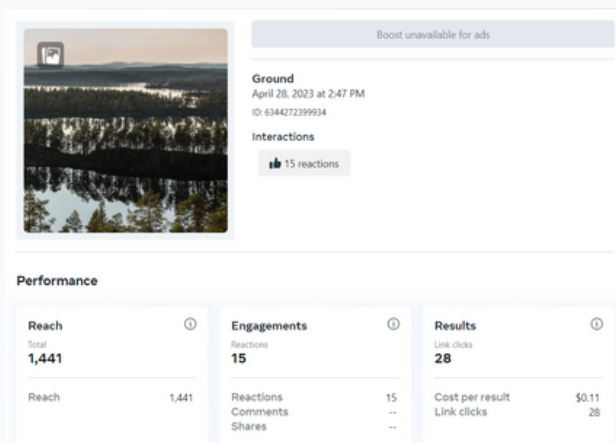 Boost unavailable for ads
Ground
April 28, 2023 at 2:47 PM
ID: 6344272399934
Interactions
15 reactions
Performance
Reach
Total
1,441
Reach 1,441
Engagements
Reactions
15
Reactions 15
Comments --
Shares --
Results
Link clicks
28
Cost per result $0.11
Link clicks 28